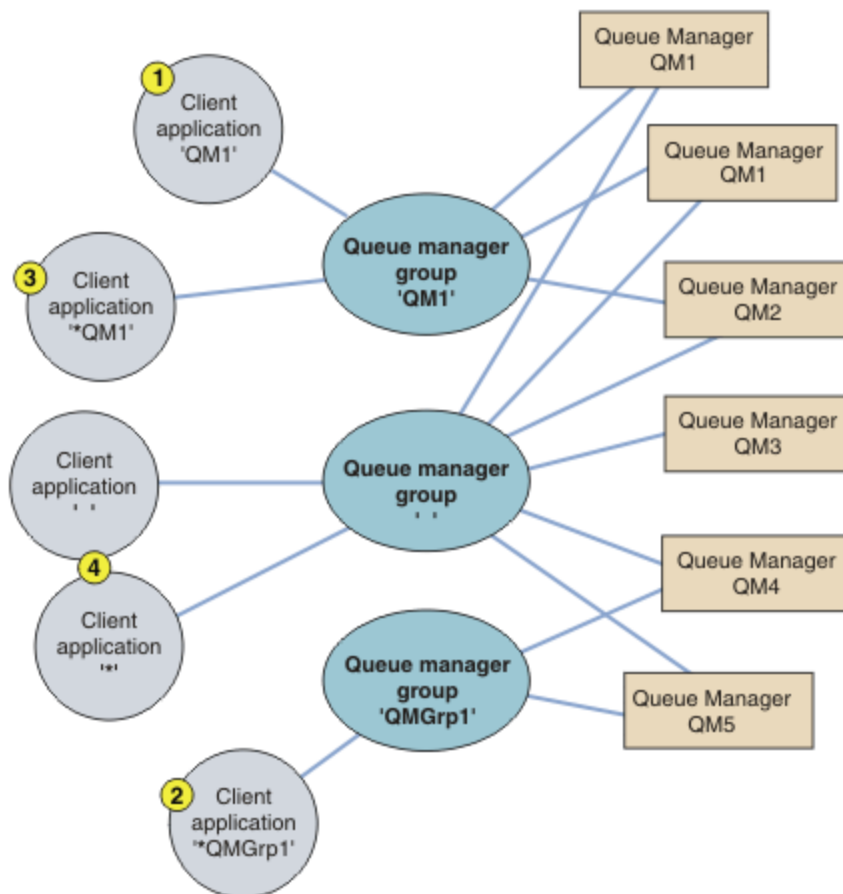 1
Client
application
'QM1'
Queue Manager
QM1
Queue Manager
QM1
Queue manager
group
'QM1'
3
Client
application
'*QM1'
Queue Manager
QM2
Queue Manager
QM3
Client
application
' '
Queue manager
group
' '
4
Client
application
'*'
Queue Manager
QM4
Queue manager
group
'QMGrp1'
Queue Manager
QM5
2
Client
application
'*QMGrp1'